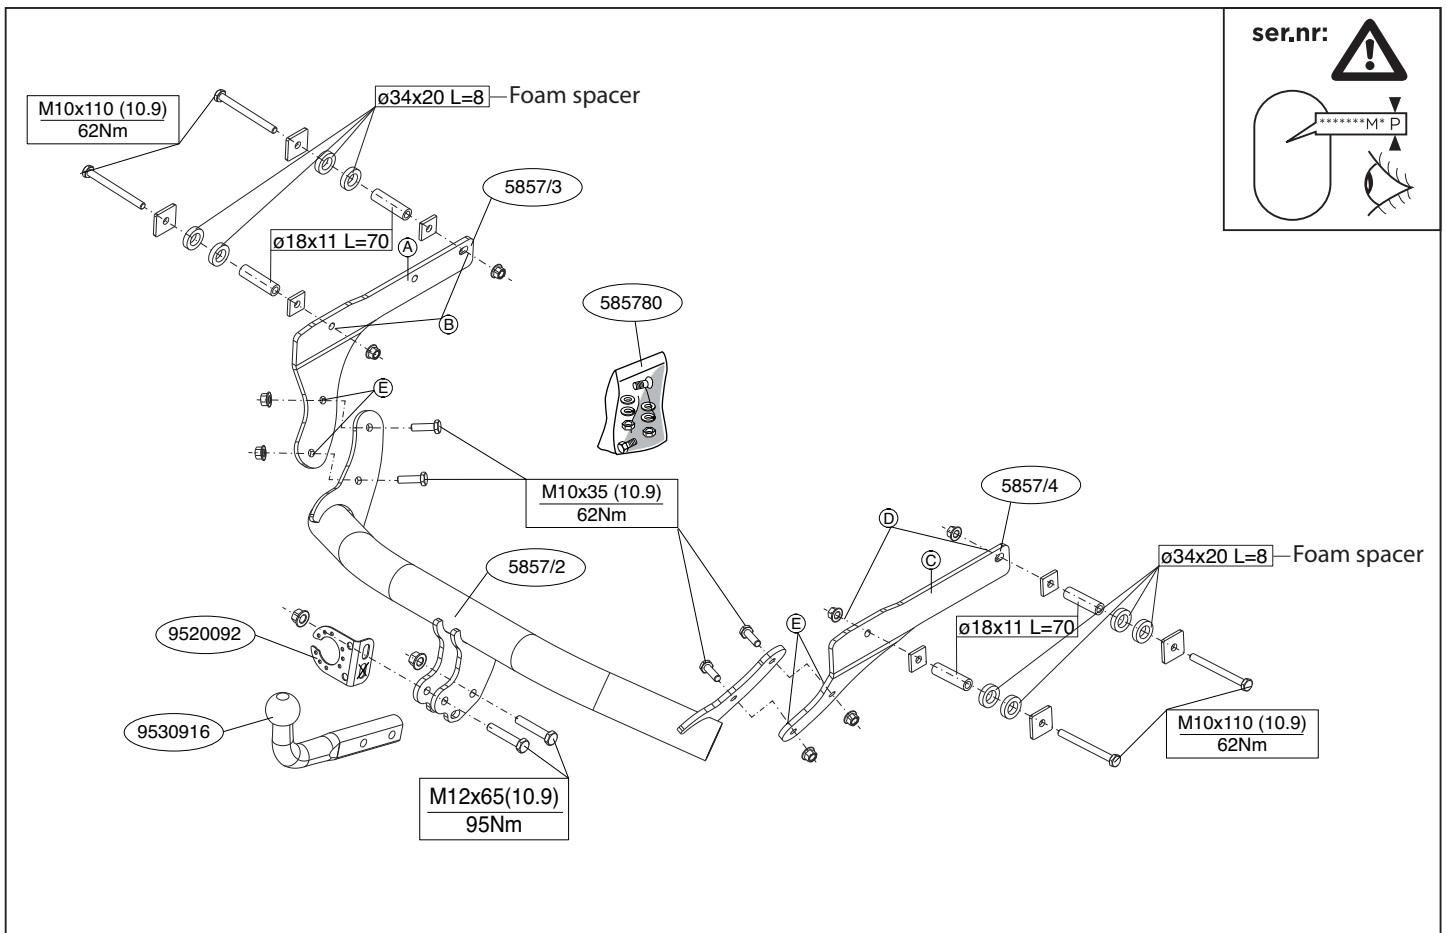 ser.nr:
*******M* P
M10x110 (10.9)
62Nm
ø34x20 L=8
Foam spacer
5857/3
ø18x11 L=70
A
B
585780
E
M10x35 (10.9)
62Nm
5857/4
D
C
ø34x20 L=8
Foam spacer
5857/2
9520092
E
ø18x11 L=70
9530916
M10x110 (10.9)
62Nm
M12x65(10.9)
95Nm